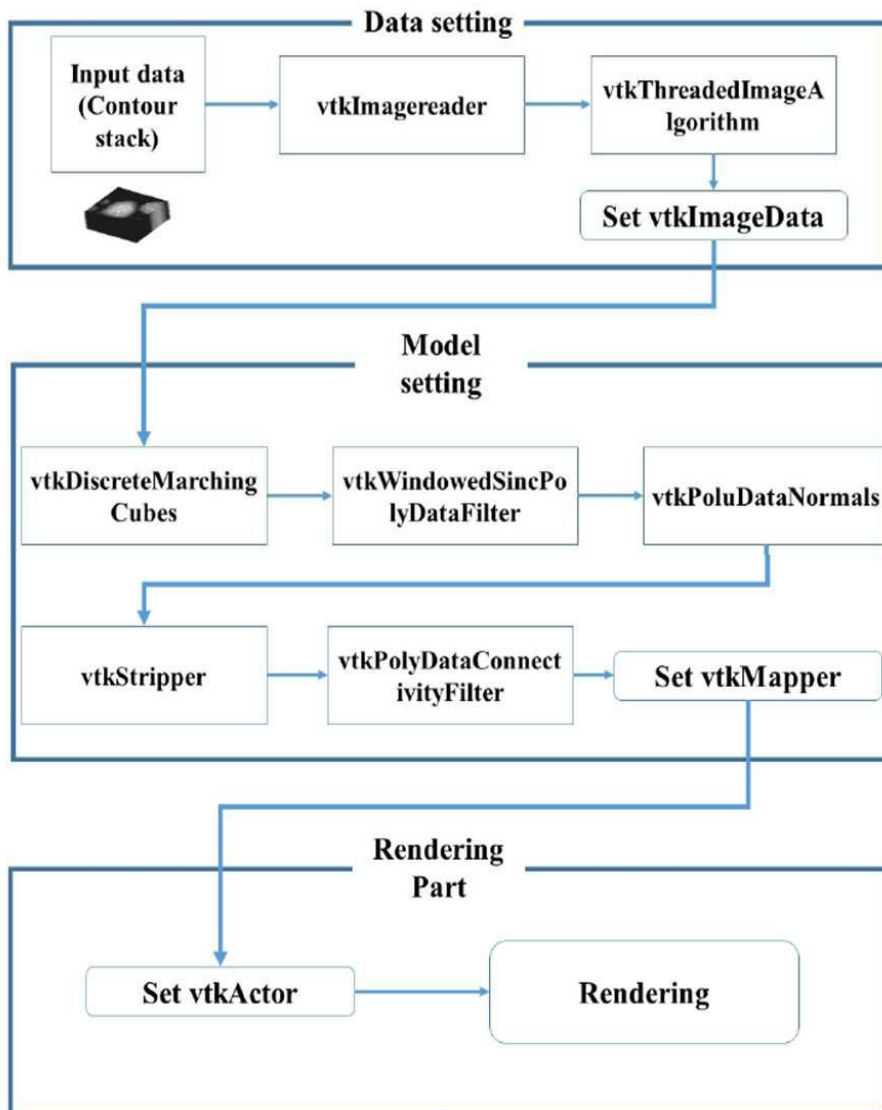 Data setting
Input data
(Contour
stack)
vtkImagereader
vtkThreadedImageA
lgorithm
Set vtkImageData
Model
setting
vtkDiscreteMarching
Cubes
vtkWindowedSincPo
lyDataFilter
vtkPoluDataNormals
vtkStripper
vtkPolyDataConnect
ivityFilter
Set vtkMapper
Rendering
Part
Set vtkActor
Rendering